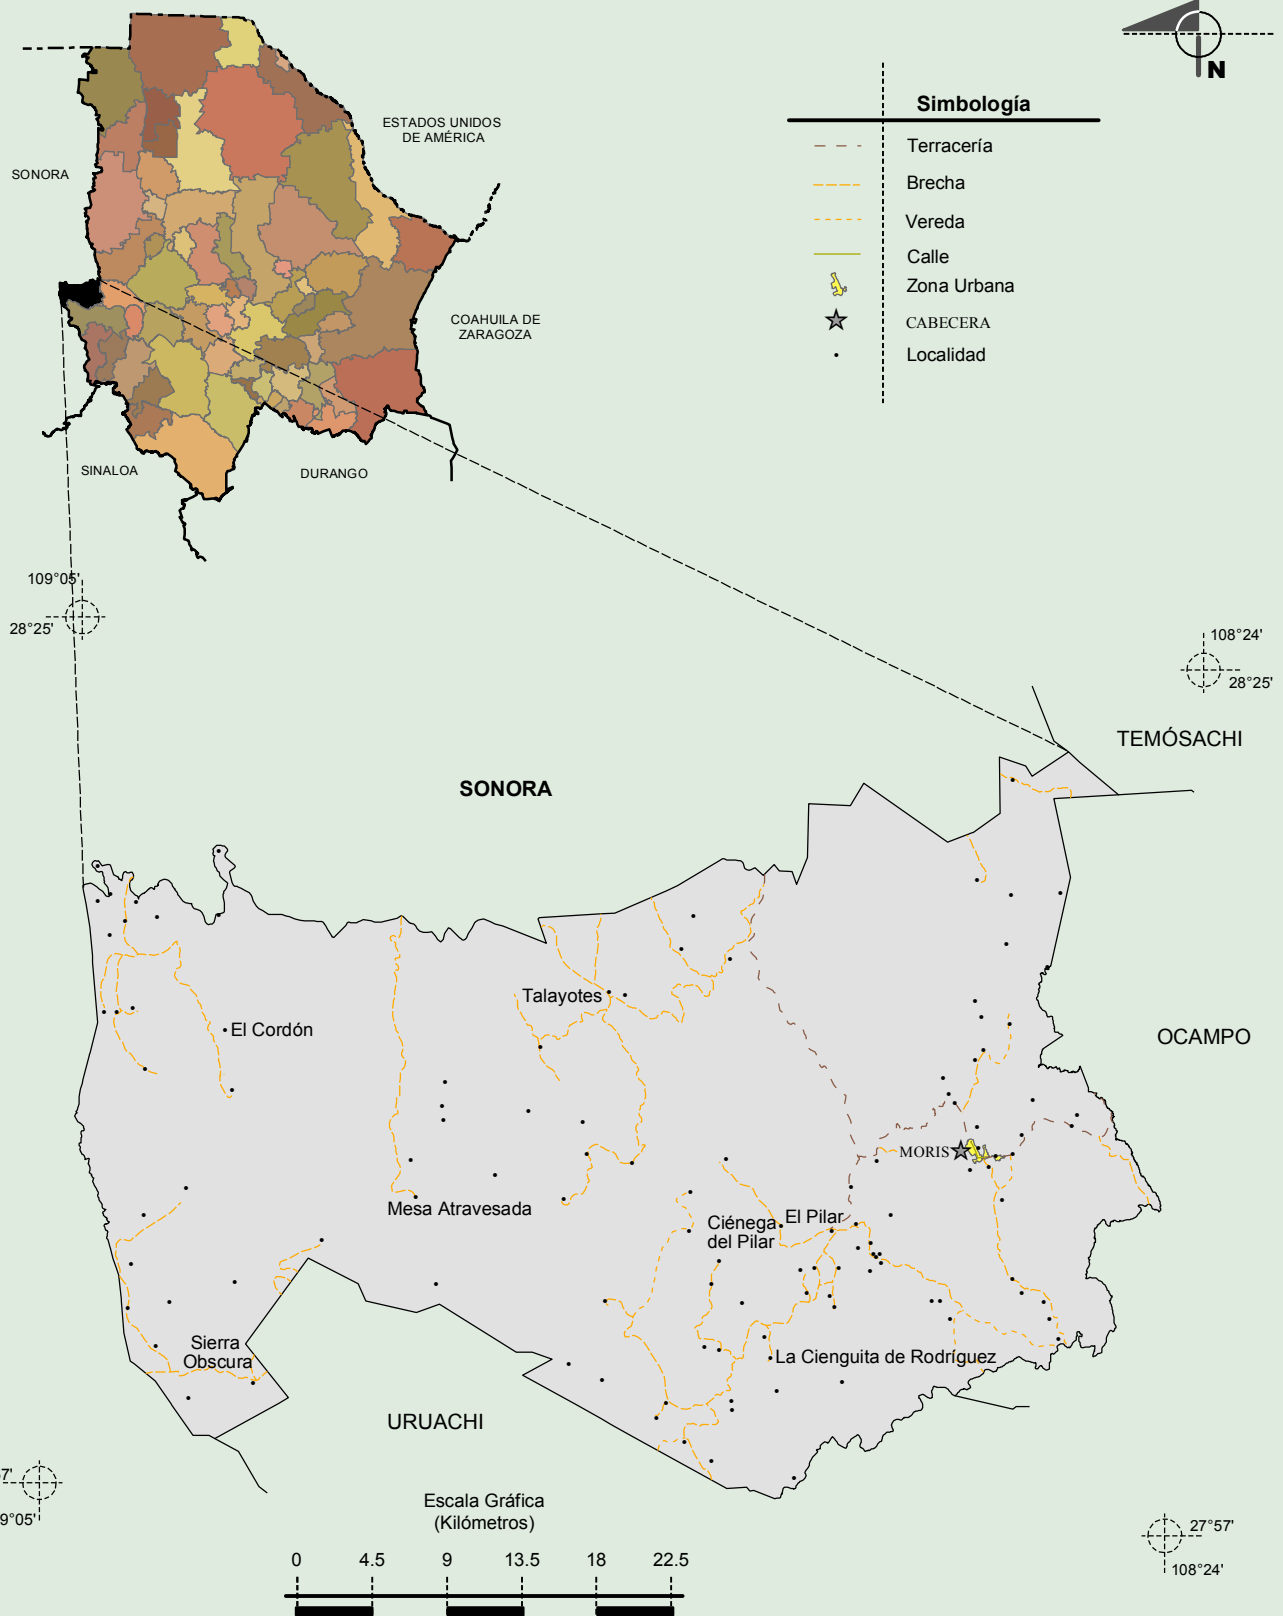 N
Simbología
Terracería
Brecha
Vereda
Calle
Zona Urbana
CABECERA
Localidad
ESTADOS UNIDOS
DE AMÉRICA
SONORA
COAHUILA DE
ZARAGOZA
SINALOA
DURANGO
109°05'
28°25'
108°24'
28°25'
TEMÓSACHI
SONORA
Talayotes
El Cordón
OCAMPO
MORIS
Mesa Atravesada
Ciénega
del Pilar
El Pilar
Sierra
Obscura
La Cienguita de Rodríguez
URUACHI
7'
9°05'
27°57'
108°24'
Escala Gráfica
(Kilómetros)
0 4.5 9 13.5 18 22.5